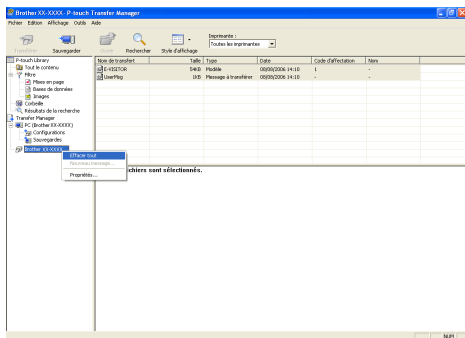 Brother XX-XXXX - P-touch Transfer Manager
Fichier Edition Affichage Outils ?
Transférer Sauvegarder Ouvrir Rechercher Style d'affichage
Imprimante :
Toutes les imprimantes
P-touch Library
Tout le contenu
Filtre
Mises en page
Bases de données
Images
Corbeille
Résultats de la recherche
Transfer Manager
PC (Brother XX-XXXX)
Configurations
Sauvegardes
Brother XX-XXXX
Effacer tout
Nouveau message...
Propriétés...
Nom de transfert Taille Type Date Code d'affectation Nom
E-VISITOR 54KB Modèle 08/08/2006 14:10 1 -
UserMsg 1KB Message à transférer 08/08/2006 14:10 - -
chiers sont sélectionnés.
NUM